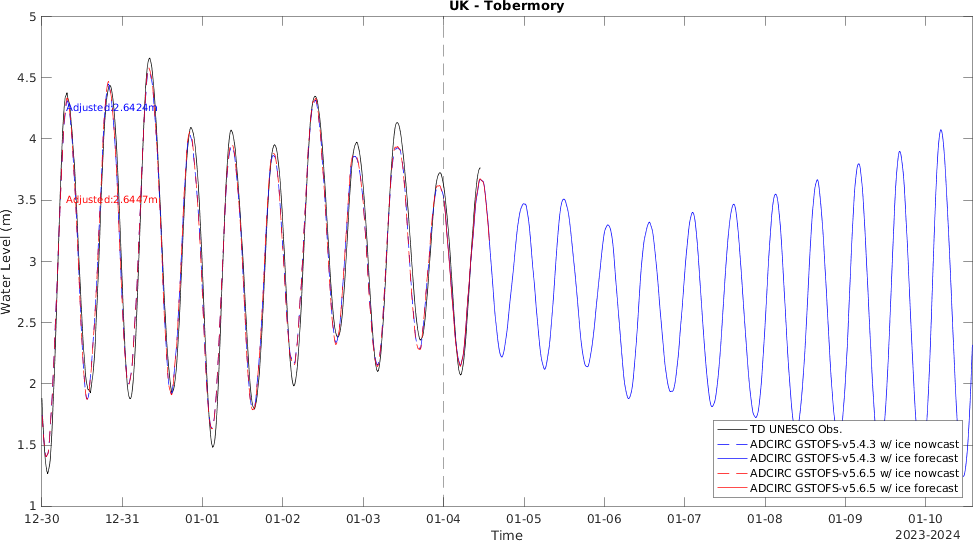 UK - Tobermory
5
4.5
4
3.5
3
2.5
2
1.5
1
Water Level (m)
Adjusted:2.6424m
Adjusted:2.6447m
TD UNESCO Obs.
ADCIRC GSTOFS-v5.4.3 w/ ice nowcast
ADCIRC GSTOFS-v5.4.3 w/ ice forecast
ADCIRC GSTOFS-v5.6.5 w/ ice nowcast
ADCIRC GSTOFS-v5.6.5 w/ ice forecast
12-30 12-31 01-01 01-02 01-03 01-04 01-05 01-06 01-07 01-08 01-09 01-10
Time
2023-2024